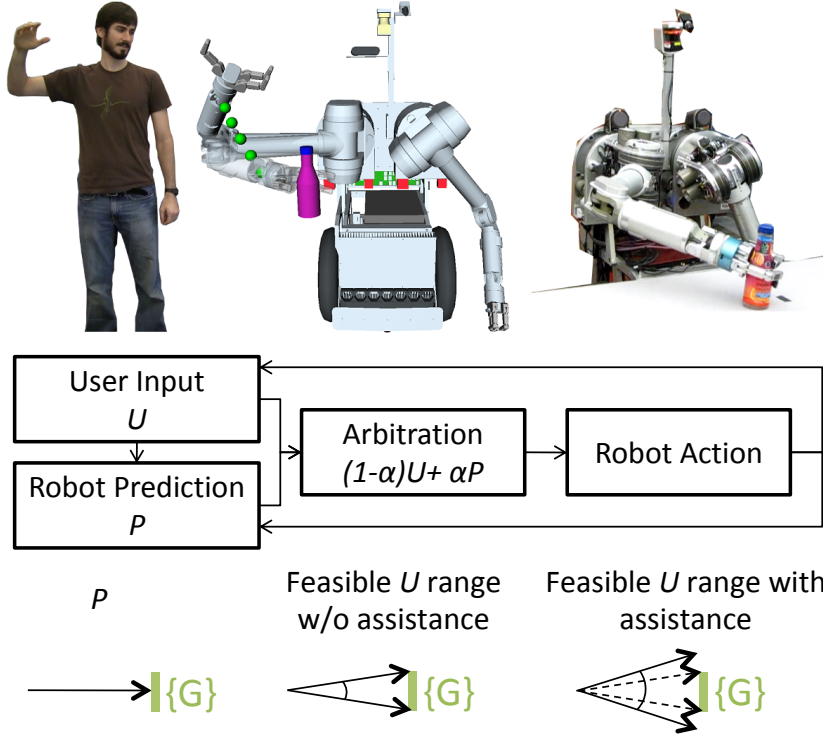 User Input
U
Robot Prediction
P
Arbitration
(1-α)U+ αP
Robot Action
P
Feasible U range
w/o assistance
Feasible U range with
assistance
{G}
{G}
{G}